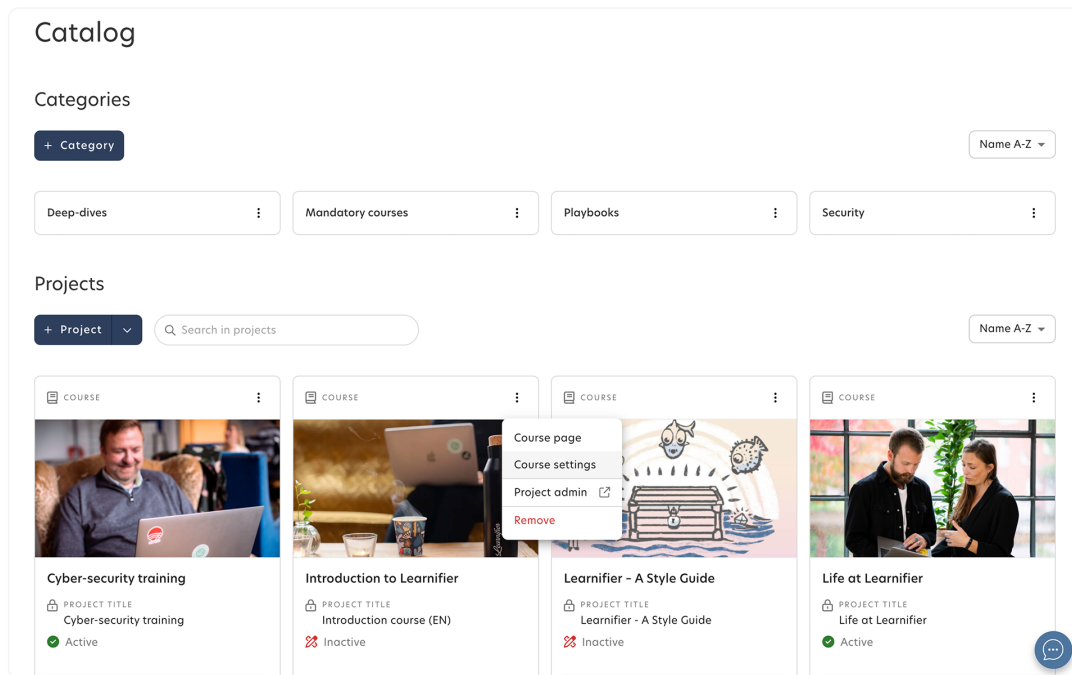 Catalog
Categories
+ Category
Name A-Z
Deep-dives
Mandatory courses
Playbooks
Security
Projects
+ Project
Search in projects
Name A-Z
COURSE
COURSE
COURSE
COURSE
Course page
Course settings
Project admin
Remove
Learnifier
Cyber-security training
Introduction to Learnifier
Learnifier – A Style Guide
Life at Learnifier
PROJECT TITLE
PROJECT TITLE
PROJECT TITLE
PROJECT TITLE
Cyber-security training
Introduction course (EN)
Learnifier - A Style Guide
Life at Learnifier
Active
Inactive
Inactive
Active